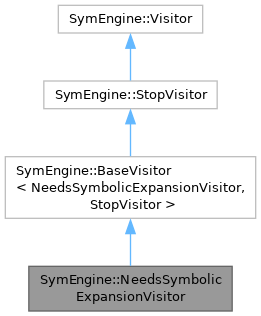 SymEngine::Visitor
SymEngine::StopVisitor
SymEngine::BaseVisitor
< NeedsSymbolicExpansionVisitor,
StopVisitor >
SymEngine::NeedsSymbolic
ExpansionVisitor